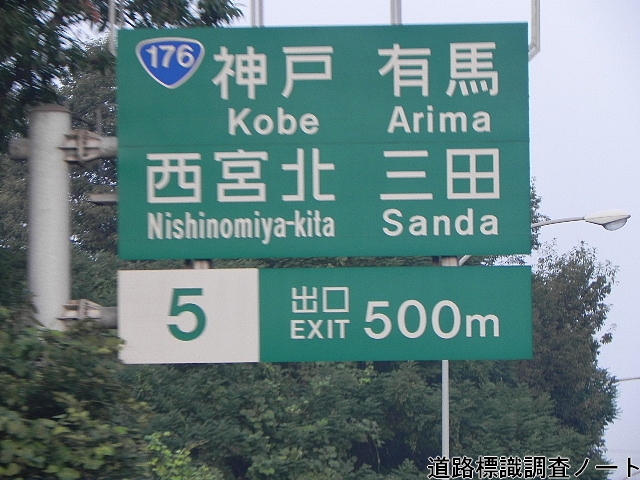 176 神戸 有馬
Kobe Arima
西宮北 三田
Nishinomiya-kita Sanda
5 出口 EXIT 500m
道路標識調査ノート